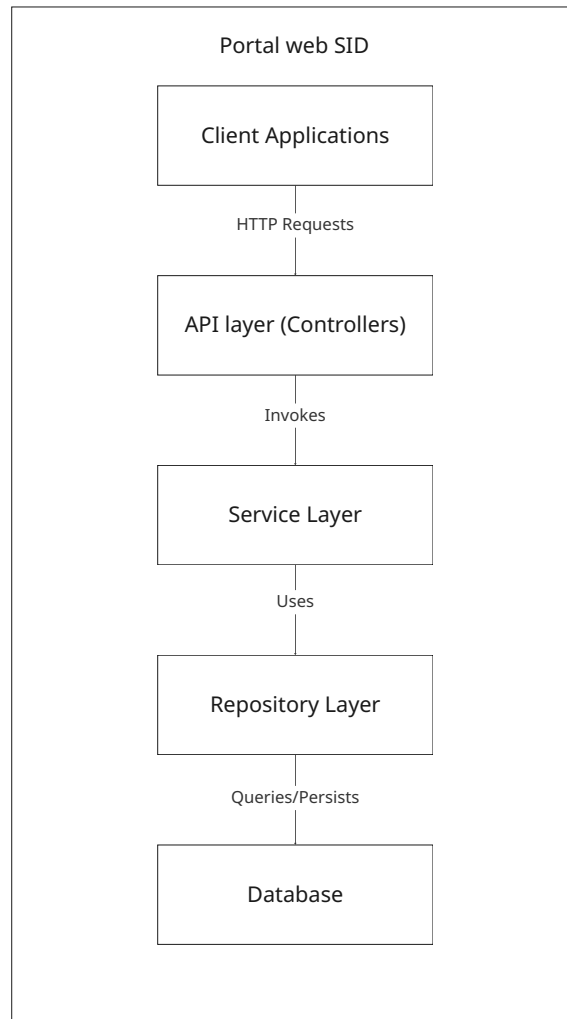 Portal web SID
Client Applications
HTTP Requests
API layer (Controllers)
Invokes
Service Layer
Uses
Repository Layer
Queries/Persists
Database